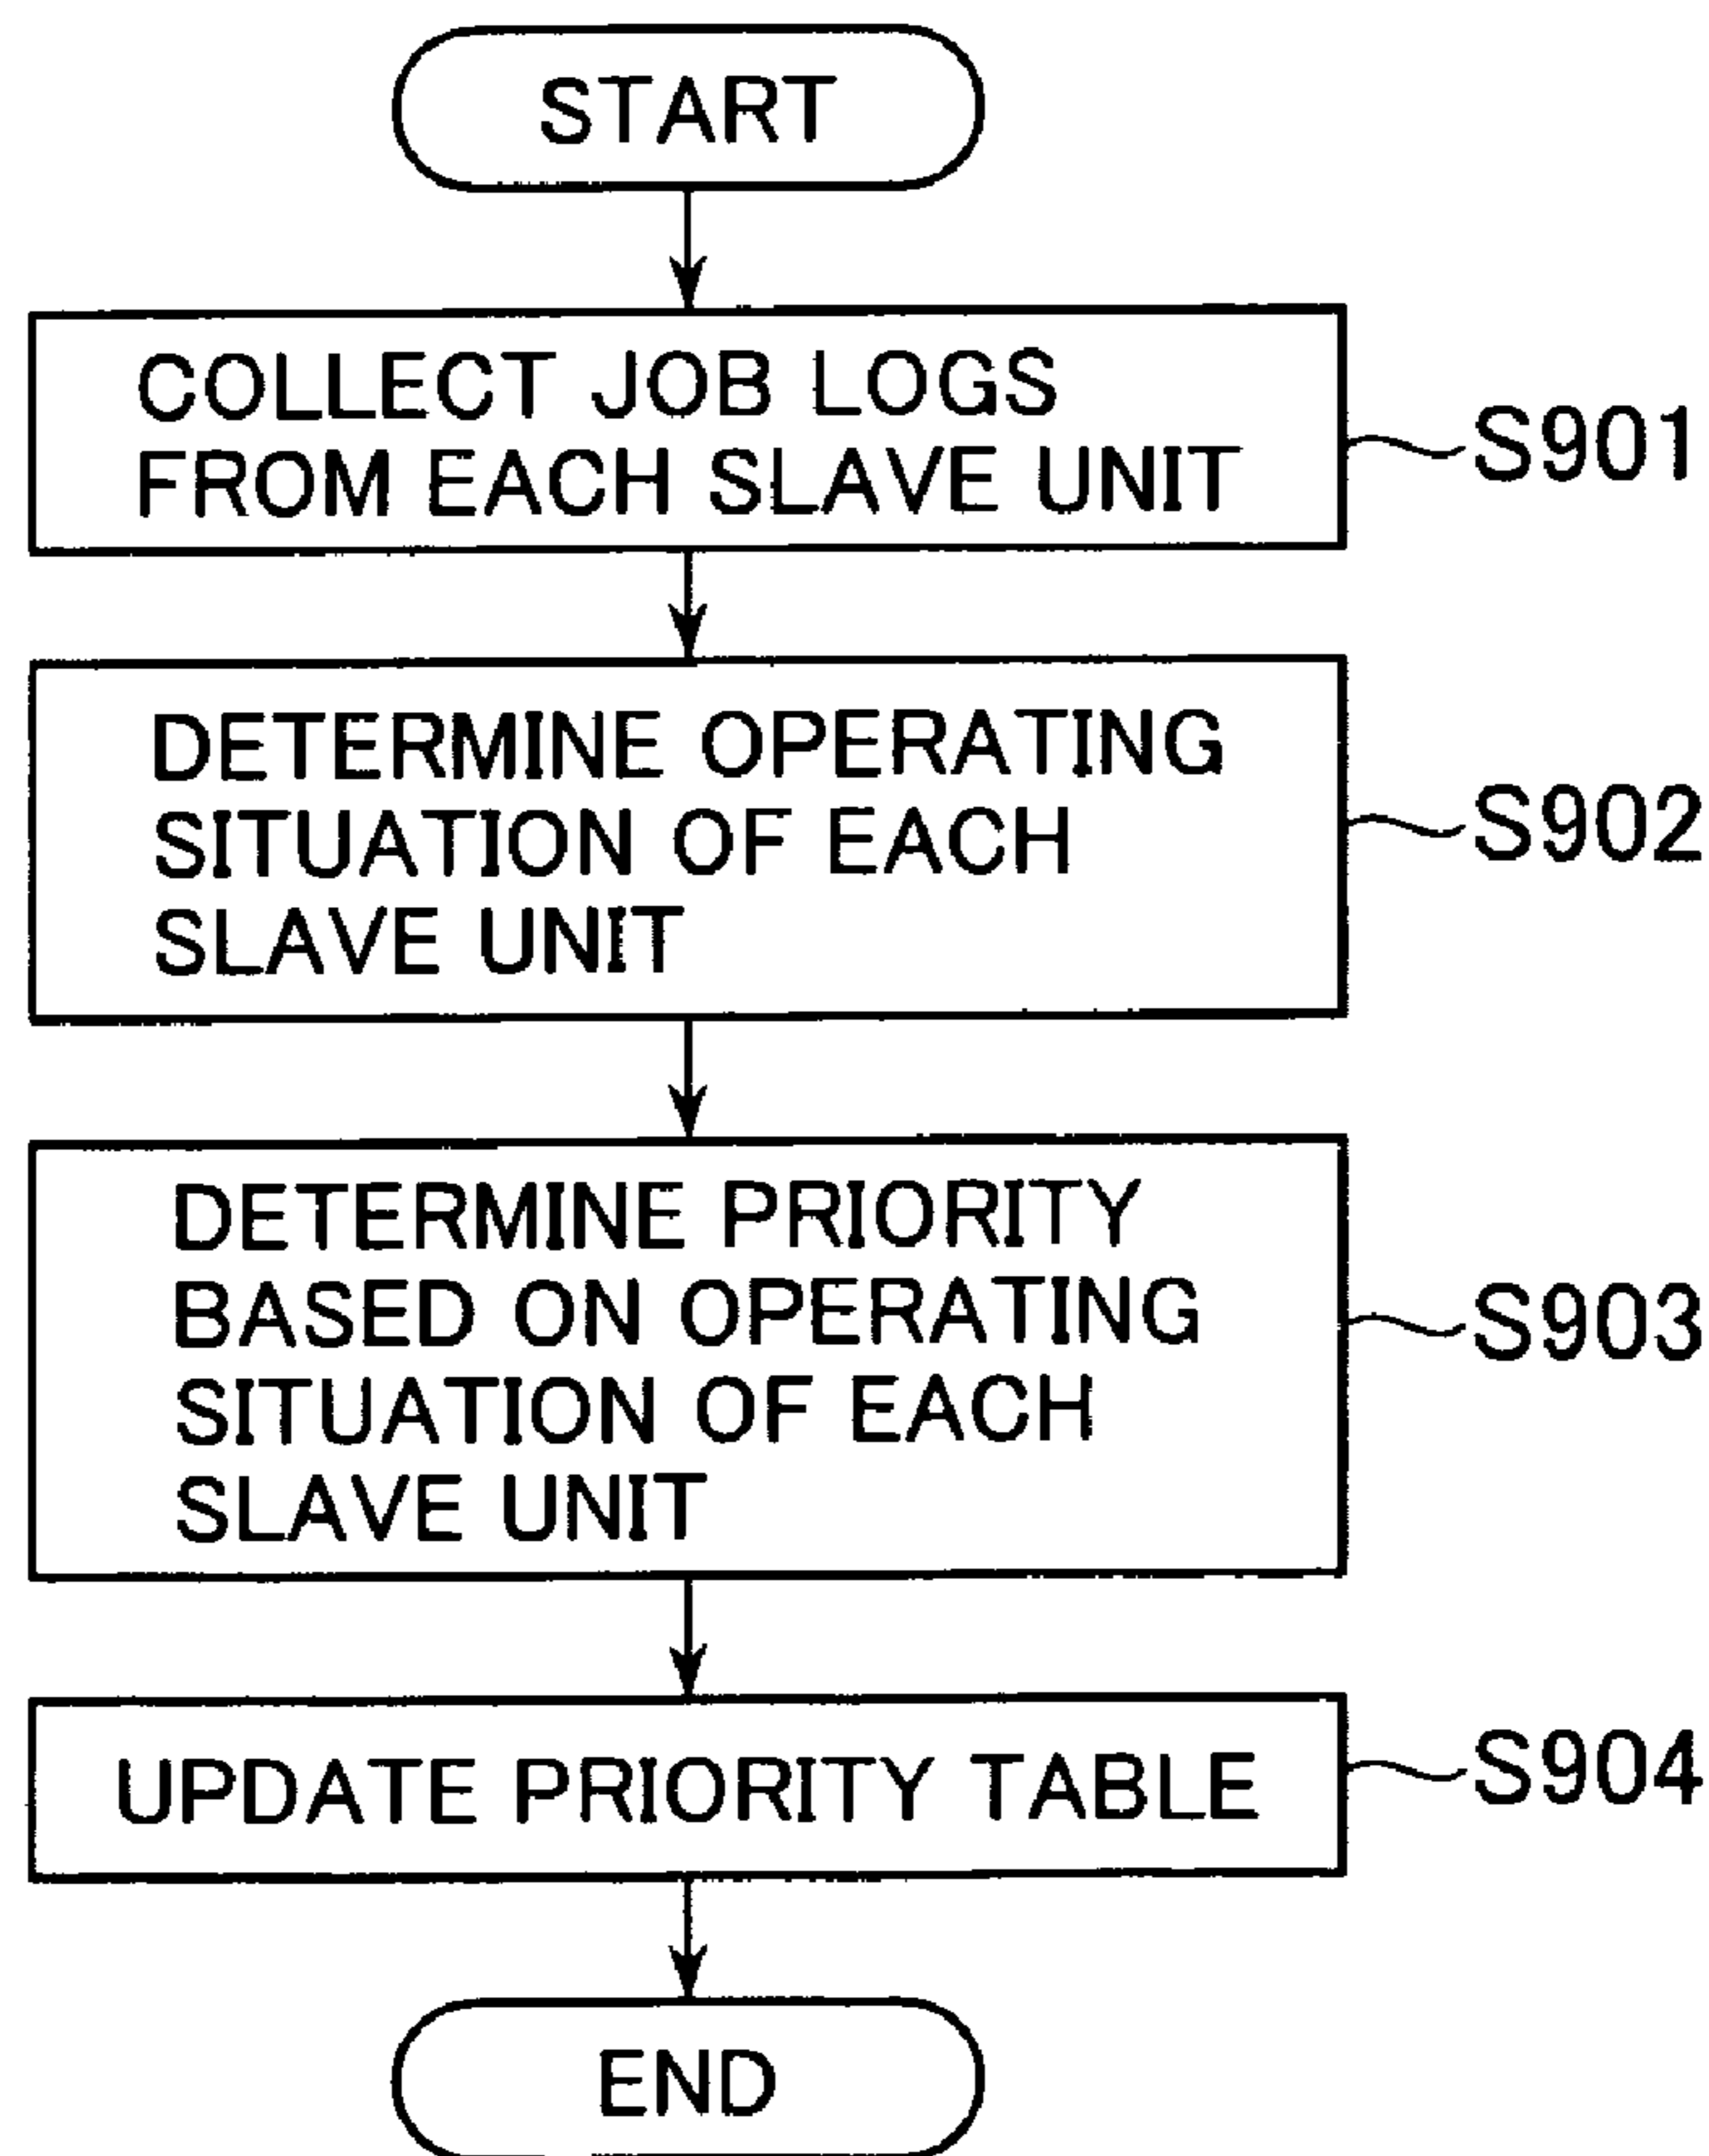 START
COLLECT JOB LOGS
FROM EACH SLAVE UNIT
S901
DETERMINE OPERATING
SITUATION OF EACH
SLAVE UNIT
S902
DETERMINE PRIORITY
BASED ON OPERATING
SITUATION OF EACH
SLAVE UNIT
S903
UPDATE PRIORITY TABLE
S904
END